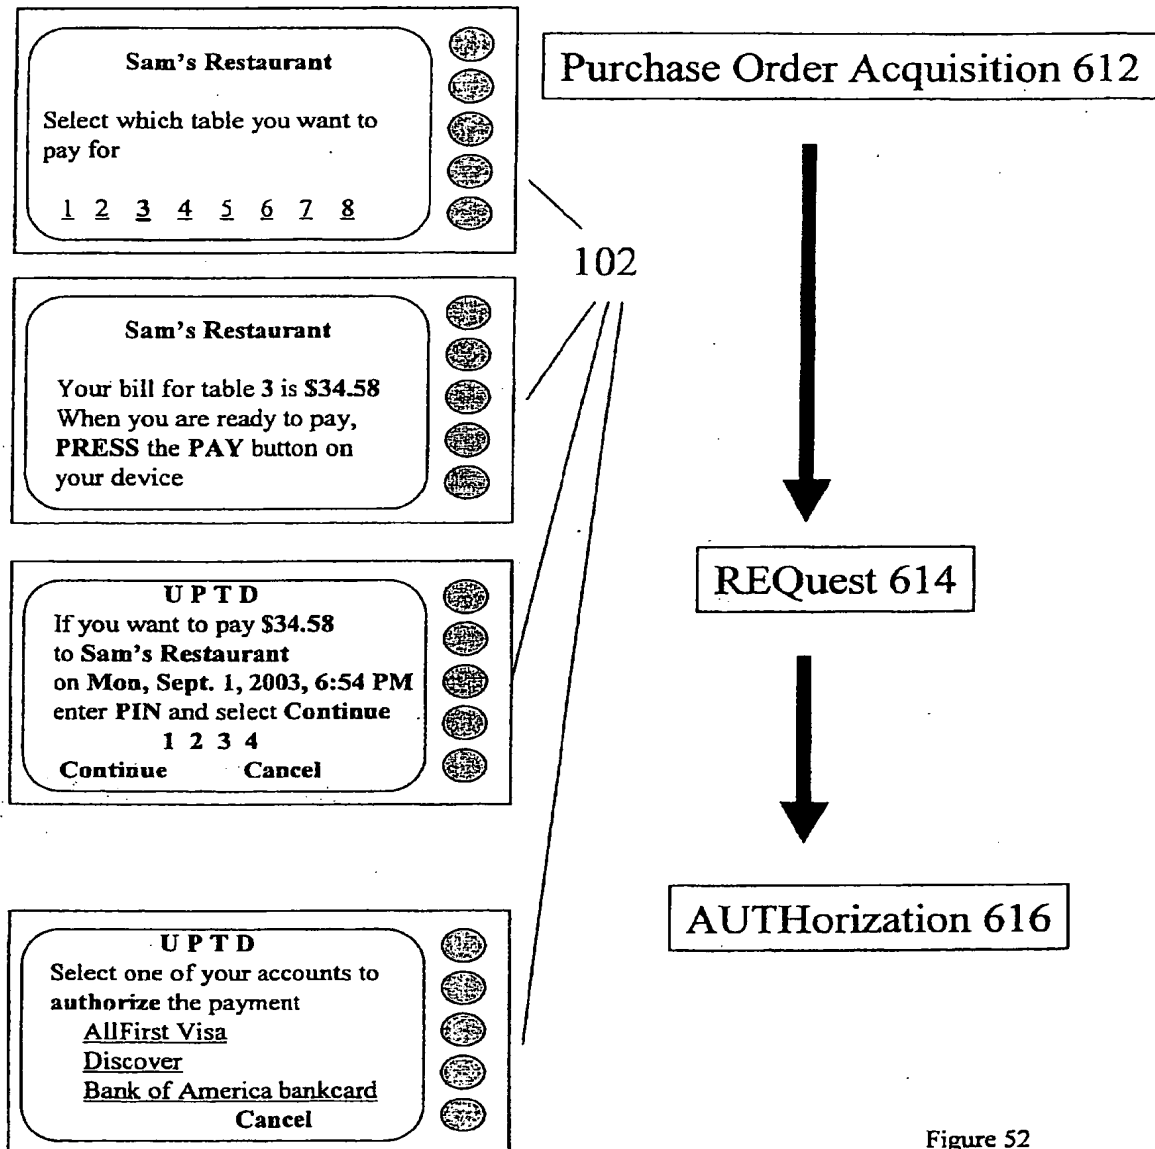 Sam's Restaurant
Select which table you want to
pay for
1 2 3 4 5 6 7 8
Purchase Order Acquisition 612
102
Sam's Restaurant
Your bill for table 3 is $34.58
When you are ready to pay,
PRESS the PAY button on
your device
REQuest 614
U P T D
If you want to pay $34.58
to Sam's Restaurant
on Mon, Sept. 1, 2003, 6:54 PM
enter PIN and select Continue
1 2 3 4
Continue Cancel
AUTHorization 616
U P T D
Select one of your accounts to
authorize the payment
AllFirst Visa
Discover
Bank of America bankcard
Cancel
Figure 52